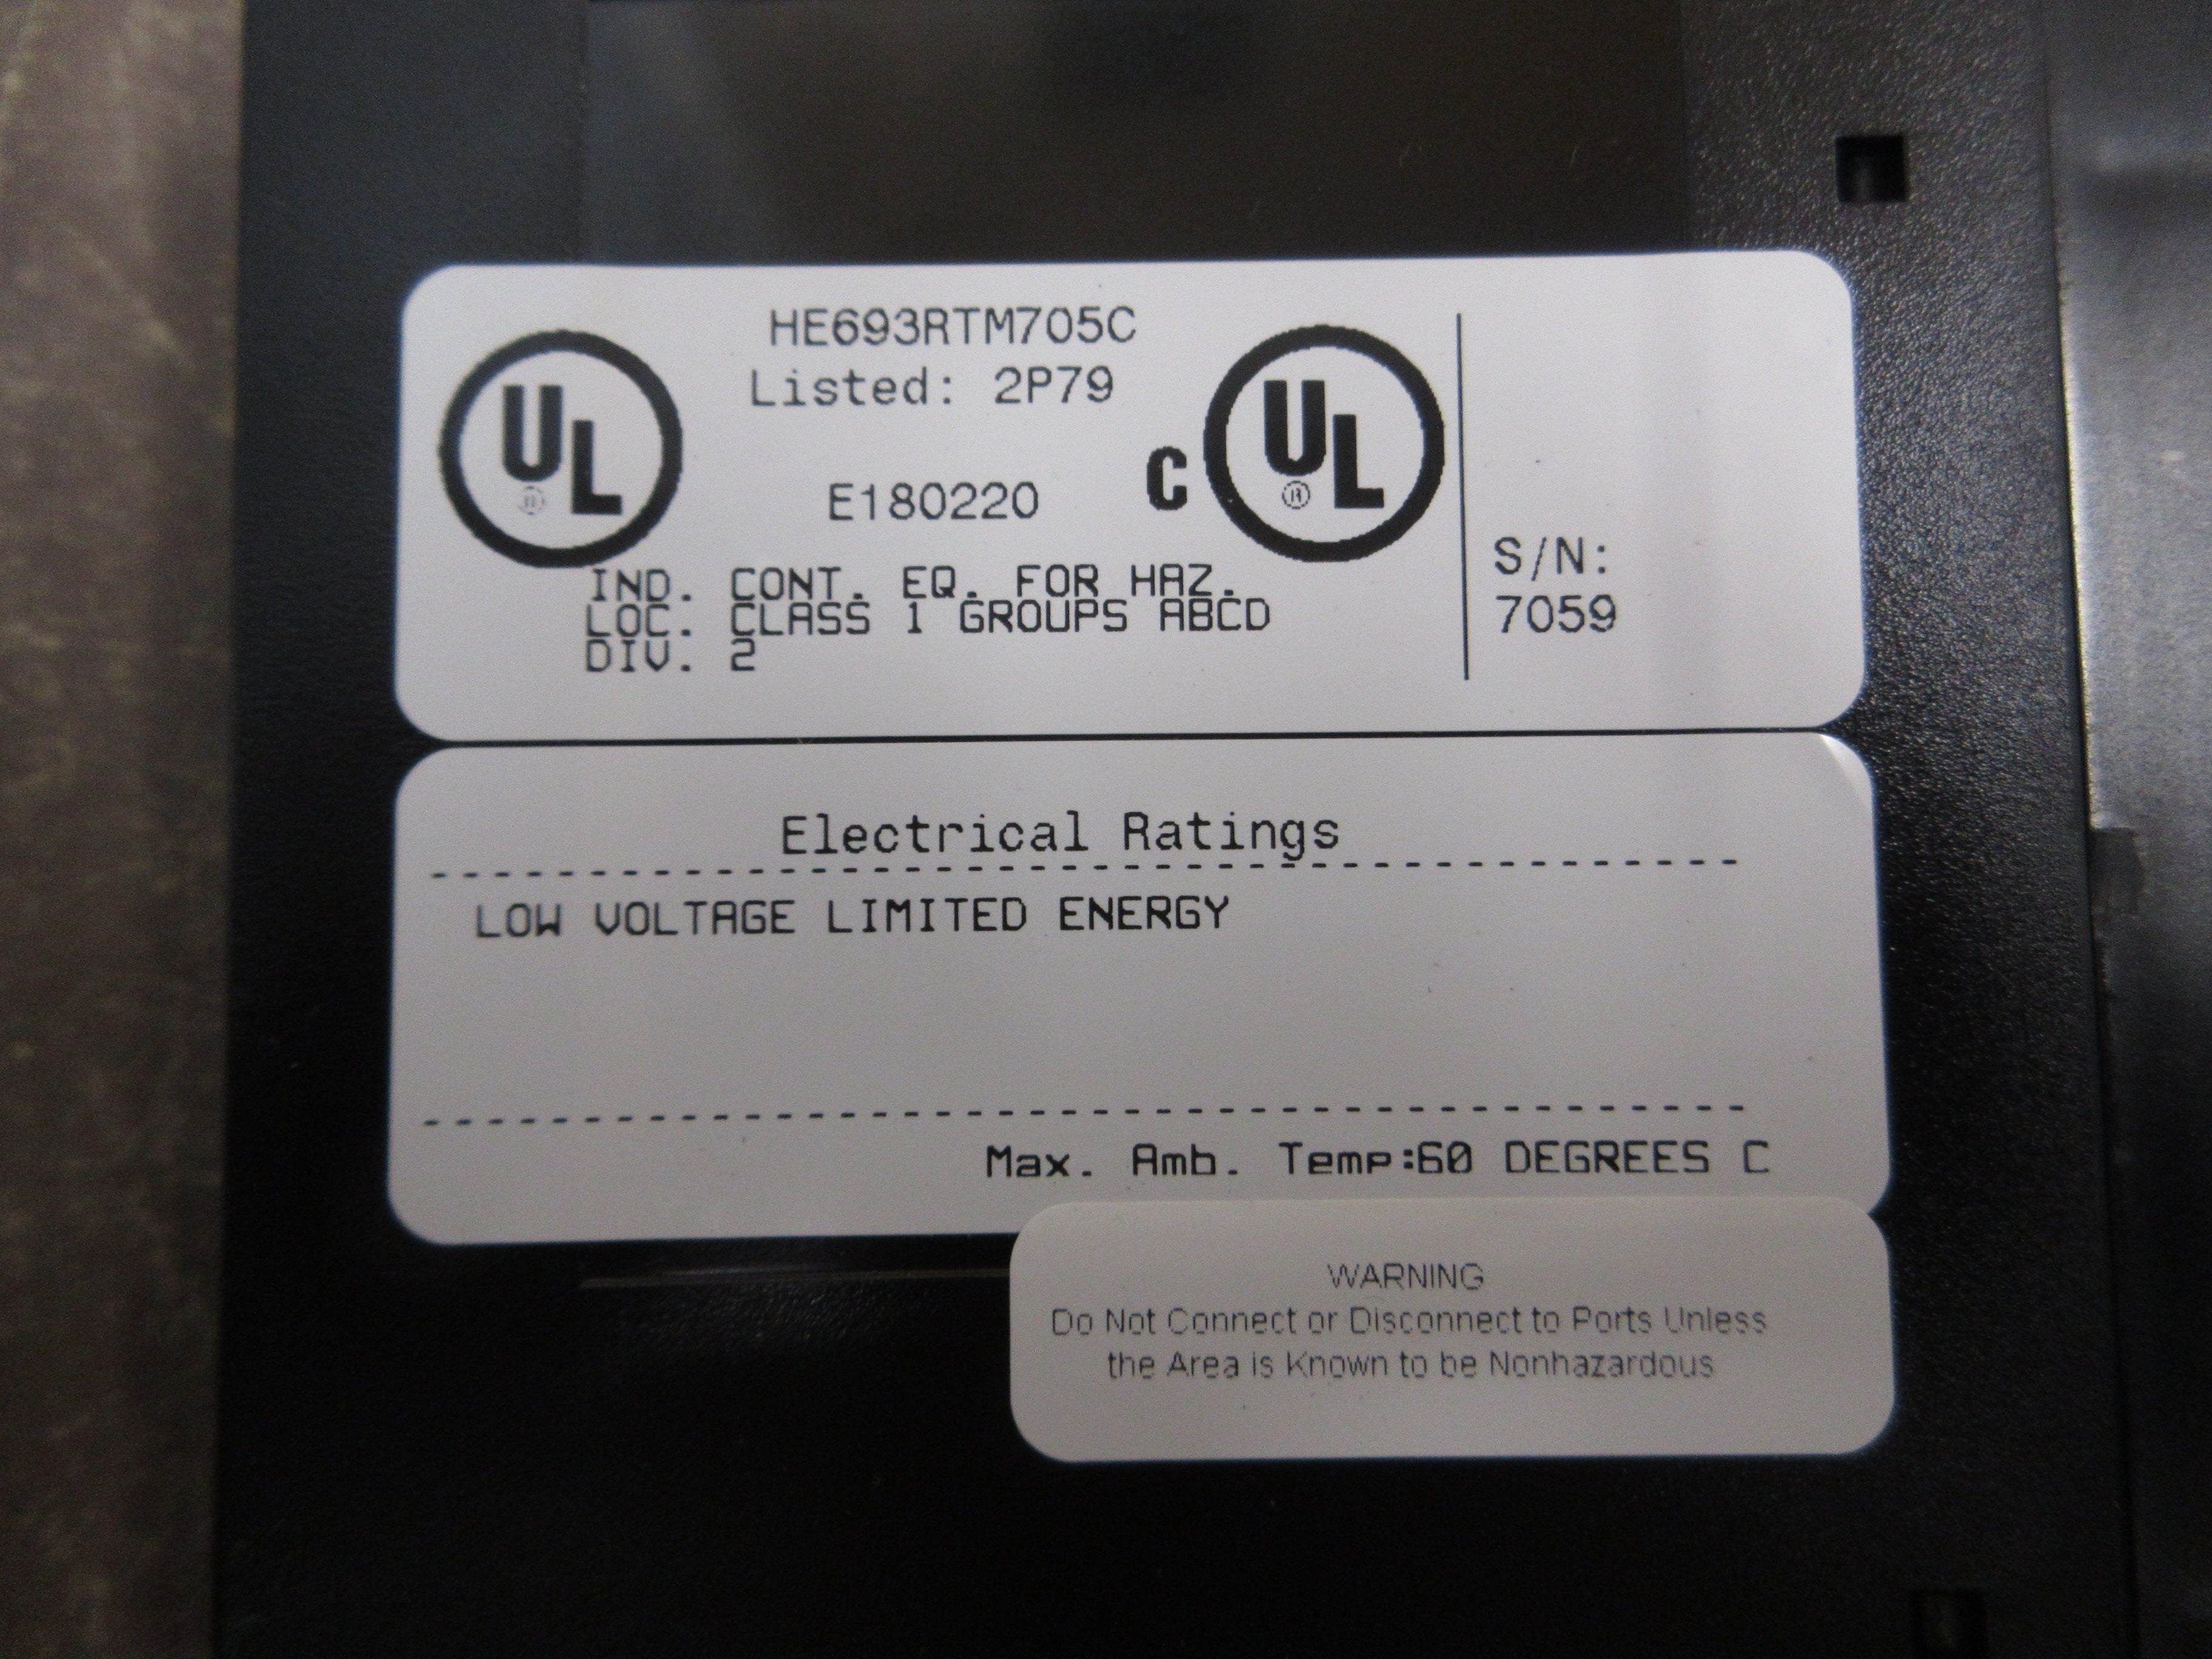 HE693RTM705C
Listed: 2P79
UL ®
E180220
C UL ®
IND. CONT. EQ. FOR HAZ.
LOC. CLASS 1 GROUPS ABCD
DIV. 2
S/N:
7059
Electrical Ratings
LOW VOLTAGE LIMITED ENERGY
Max. Amb. Temp:60 DEGREES C
WARNING
Do Not Connect or Disconnect to Ports Unless
the Area is Known to be Nonhazardous